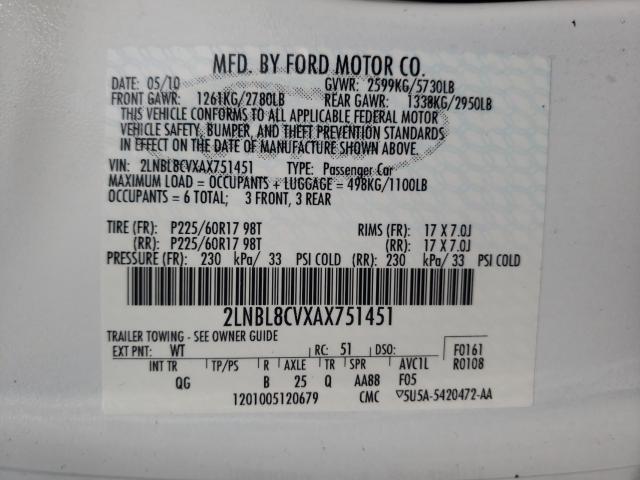 MFD. BY FORD MOTOR CO.
DATE: 05/10 GVWR: 2599KG/5730LB
FRONT GAWR: 1261KG/2780LB REAR GAWR: 1338KG/2950LB
THIS VEHICLE CONFORMS TO ALL APPLICABLE FEDERAL MOTOR
VEHICLE SAFETY, BUMPER, AND THEFT PREVENTION STANDARDS
IN EFFECT ON THE DATE OF MANUFACTURE SHOWN ABOVE.
VIN: 2LNBL8CVXAX751451 TYPE: Passenger Car
MAXIMUM LOAD = OCCUPANTS + LUGGAGE = 498KG/1100LB
OCCUPANTS = 6 TOTAL; 3 FRONT, 3 REAR
TIRE (FR): P225/60R17 98T RIMS (FR): 17 X 7.0J
(RR): P225/60R17 98T (RR): 17 X 7.0J
PRESSURE (FR): 230 kPa/ 33 PSI COLD (RR): 230 kPa/ 33 PSI COLD
2LNBL8CVXAX751451
TRAILER TOWING - SEE OWNER GUIDE
EXT PNT: WT RC: 51 DSO: F0161
INT TR TP/PS R AXLE TR SPR AVC1L R0108
QG B 25 Q AA88 F05
1201005120679 CMC ▽5U5A-5420472-AA